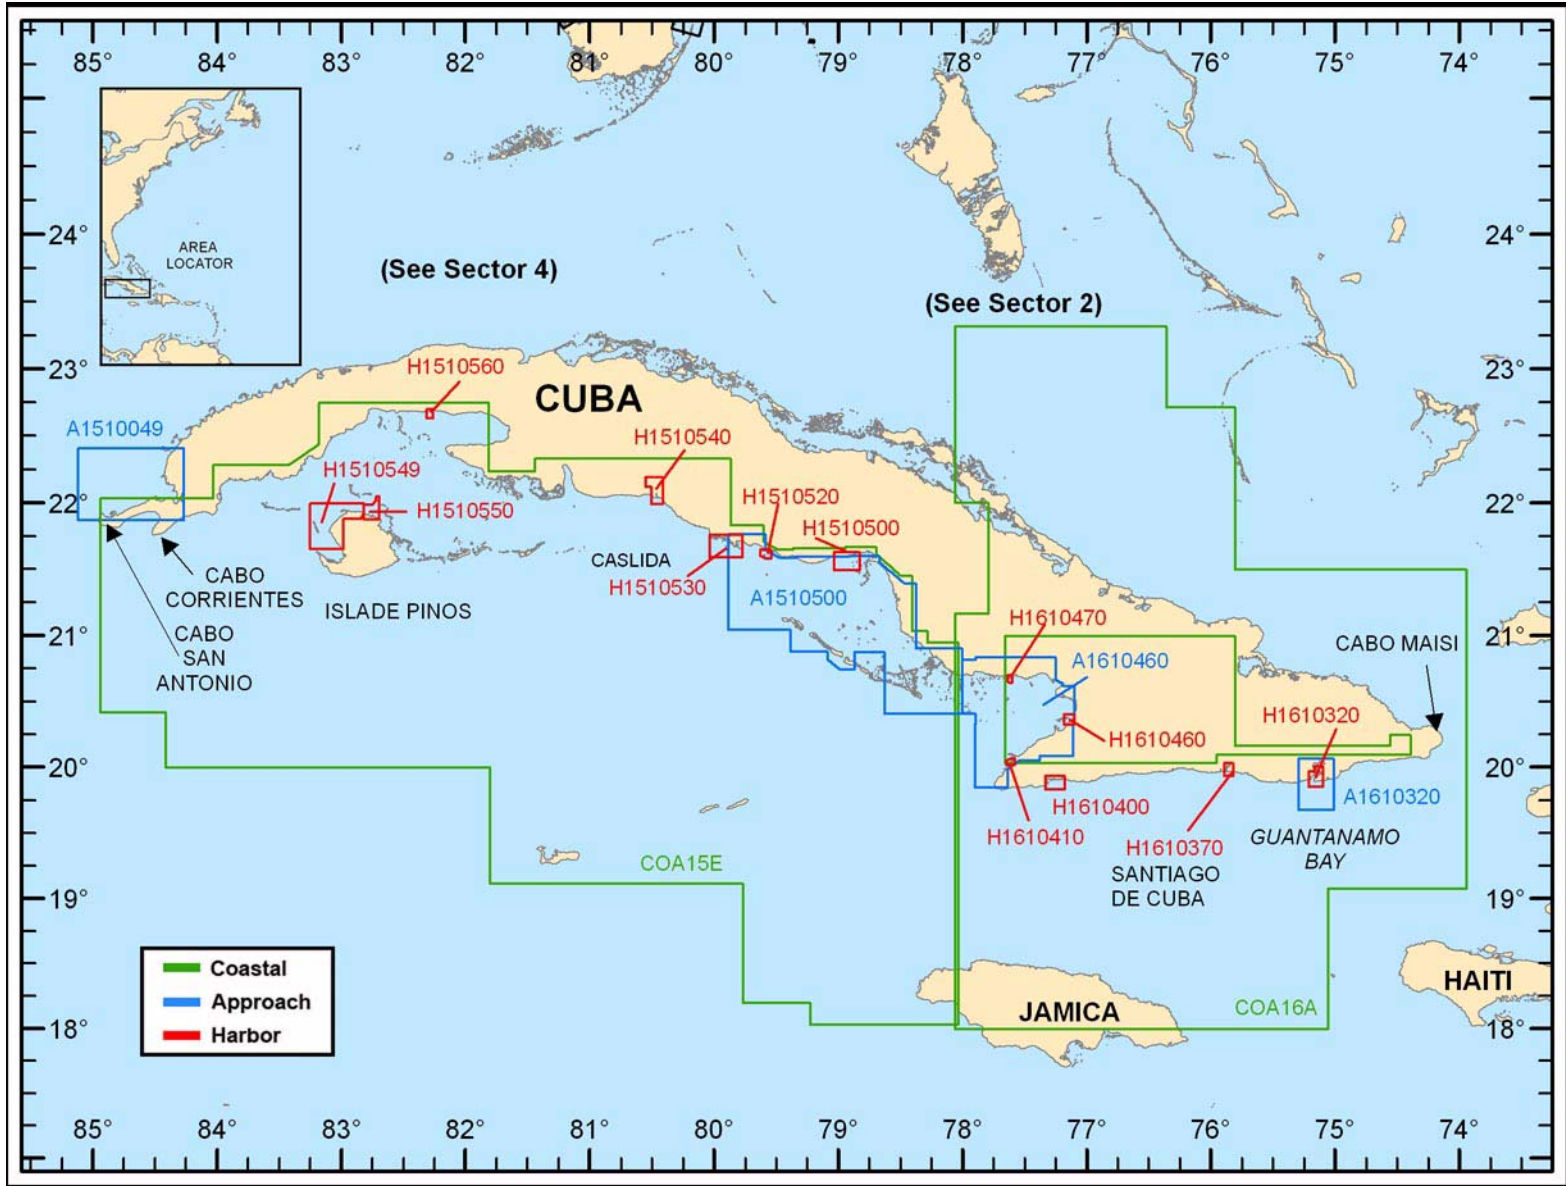 85° 84° 83° 82° 81° 80° 79° 78° 77° 76° 75° 74°
AREA
LOCATOR
24°
24°
(See Sector 4)
(See Sector 2)
23°
23°
H1510560
CUBA
A1510049
H1510540
H1510549
22°
H1510520
22°
H1510550
H1510500
CASLIDA
CABO
CORRIENTES
H1510530
A1510500
ISLADE PINOS
H1610470
21°
CABO
SAN
ANTONIO
21°
CABO MAISI
A1610460
H1610320
H1610460
20°
20°
A1610320
H1610400
H1610410
H1610370
GUANTANAMO
BAY
COA15E
SANTIAGO
DE CUBA
19°
19°
Coastal
Approach
Harbor
HAITI
JAMICA
COA16A
18°
18°
85° 84° 83° 82° 81° 80° 79° 78° 77° 76° 75° 74°